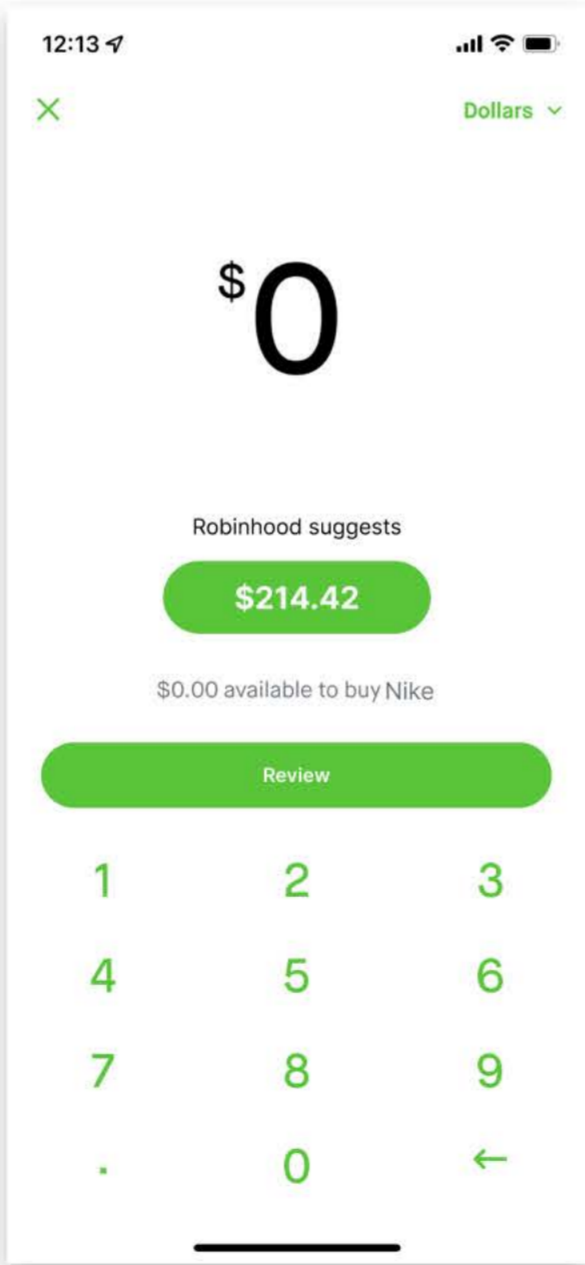 12:13
Dollars
$0
Robinhood suggests
$214.42
$0.00 available to buy Nike
Review
1 2 3
4 5 6
7 8 9
. 0